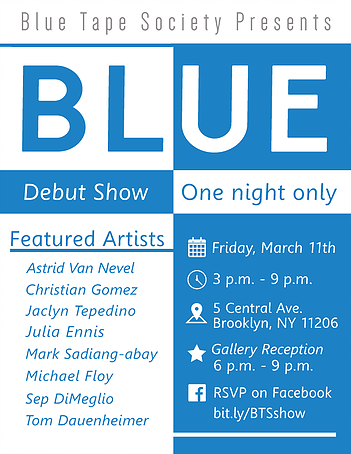 Blue Tape Society Presents
BLUE
Debut Show
One night only
Featured Artists
Astrid Van Nevel
Christian Gomez
Jaclyn Tepedino
Julia Ennis
Mark Sadiang-abay
Michael Floy
Sep DiMeglio
Tom Dauenheimer
Friday, March 11th
3 p.m. - 9 p.m.
5 Central Ave.
Brooklyn, NY 11206
Gallery Reception
6 p.m. - 9 p.m.
RSVP on Facebook
bit.ly/BTSshow